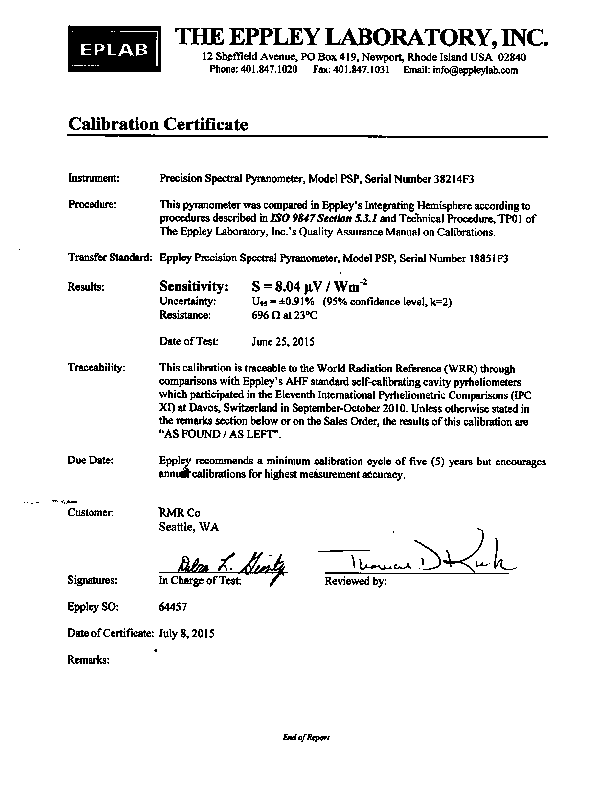 EPLAB
THE EPPLEY LABORATORY, INC.
12 Sheffield Avenue, PO Box 419, Newport, Rhode Island USA 02840
Phone: 401.847.1020 Fax: 401.847.1031 Email: info@eppleylab.com
Calibration Certificate
Instrument: Precision Spectral Pyranometer, Model PSP, Serial Number 38214F3
Procedure: This pyranometer was compared in Eppley's Integrating Hemisphere according to
procedures described in ISO 9847 Section 5.3.1 and Technical Procedure, TP01 of
The Eppley Laboratory, Inc.'s Quality Assurance Manual on Calibrations.
Transfer Standard: Eppley Precision Spectral Pyranometer, Model PSP, Serial Number 18851F3
Results: Sensitivity: S = 8.04 µV / Wm-2
Uncertainty: U95 = ±0.91% (95% confidence level, k=2)
Resistance: 696 Ω at 23°C
Date of Test: June 25, 2015
Traceability: This calibration is traceable to the World Radiation Reference (WRR) through
comparisons with Eppley's AHF standard self-calibrating cavity pyrheliometers
which participated in the Eleventh International Pyrheliometric Comparisons (IPC
XI) at Davos, Switzerland in September-October 2010. Unless otherwise stated in
the remarks section below or on the Sales Order, the results of this calibration are
"AS FOUND / AS LEFT".
Due Date: Eppley recommends a minimum calibration cycle of five (5) years but encourages
annual calibrations for highest measurement accuracy.
Customer: RMR Co
Seattle, WA
Signatures: In Charge of Test: Reviewed by:
Eppley SO: 64457
Date of Certificate: July 8, 2015
Remarks:
End of Report